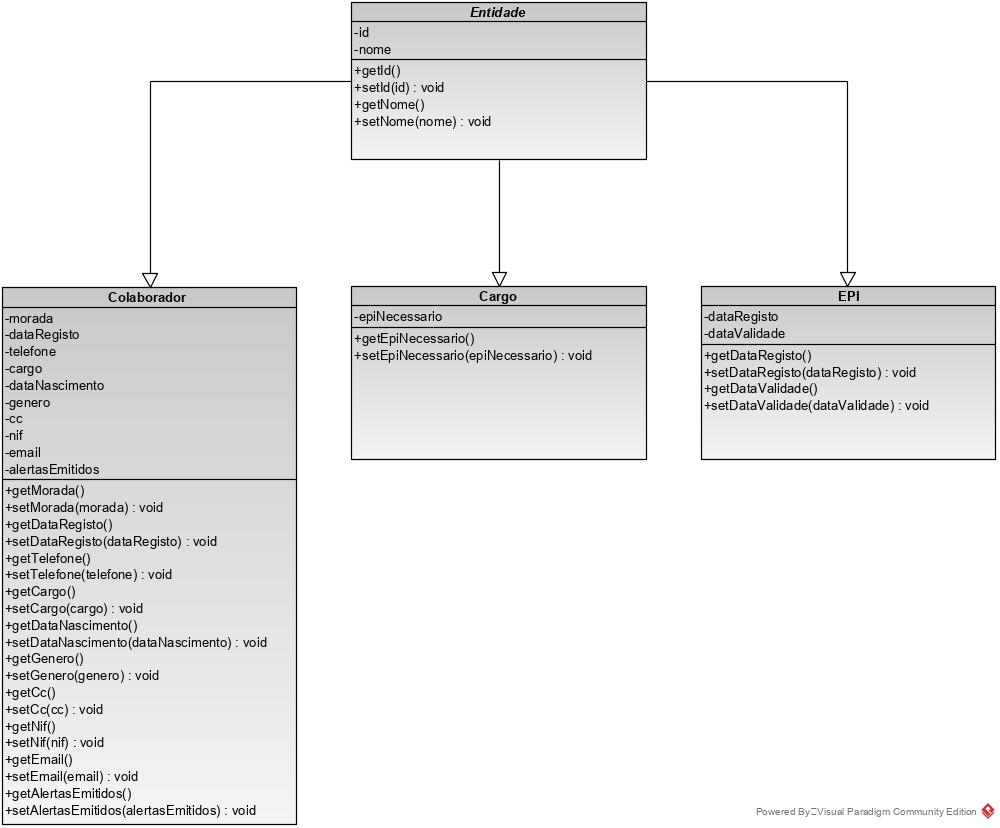 Entidade
-id
-nome
+getId()
+setId(id) : void
+getNome()
+setNome(nome) : void
Colaborador
-morada
-dataRegisto
-telefone
-cargo
-dataNascimento
-genero
-cc
-nif
-email
-alertasEmitidos
+getMorada()
+setMorada(morada) : void
+getDataRegisto()
+setDataRegisto(dataRegisto) : void
+getTelefone()
+setTelefone(telefone) : void
+getCargo()
+setCargo(cargo) : void
+getDataNascimento()
+setDataNascimento(dataNascimento) : void
+getGenero()
+setGenero(genero) : void
+getCc()
+setCc(cc) : void
+getNif()
+setNif(nif) : void
+getEmail()
+setEmail(email) : void
+getAlertasEmitidos()
+setAlertasEmitidos(alertasEmitidos) : void
Cargo
-epiNecessario
+getEpiNecessario()
+setEpiNecessario(epiNecessario) : void
EPI
-dataRegisto
-dataValidade
+getDataRegisto()
+setDataRegisto(dataRegisto) : void
+getDataValidade()
+setDataValidade(dataValidade) : void
Powered By Visual Paradigm Community Edition